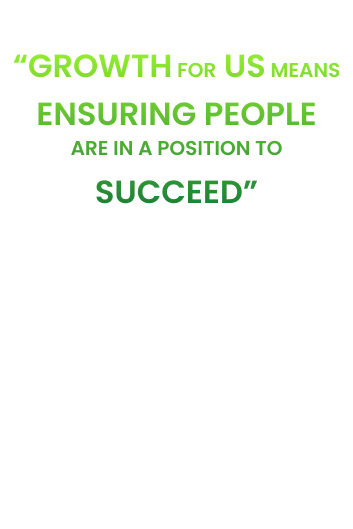 “GROWTH FOR US MEANS
ENSURING PEOPLE
ARE IN A POSITION TO
SUCCEED”